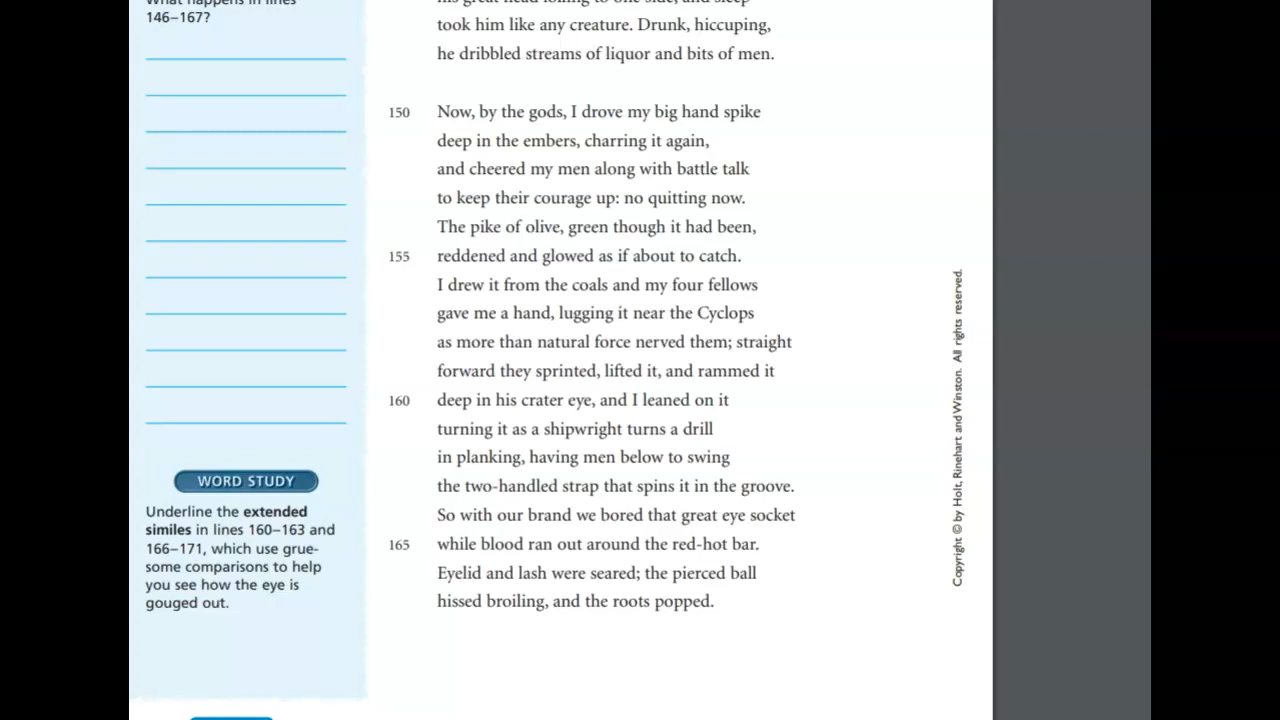 What happens in lines
146–167?
WORD STUDY
Underline the extended
similes in lines 160–163 and
166–171, which use grue-
some comparisons to help
you see how the eye is
gouged out.
his great head lolling to one side, and sleep
took him like any creature. Drunk, hiccuping,
he dribbled streams of liquor and bits of men.
150 Now, by the gods, I drove my big hand spike
deep in the embers, charring it again,
and cheered my men along with battle talk
to keep their courage up: no quitting now.
The pike of olive, green though it had been,
155 reddened and glowed as if about to catch.
I drew it from the coals and my four fellows
gave me a hand, lugging it near the Cyclops
as more than natural force nerved them; straight
forward they sprinted, lifted it, and rammed it
160 deep in his crater eye, and I leaned on it
turning it as a shipwright turns a drill
in planking, having men below to swing
the two-handled strap that spins it in the groove.
So with our brand we bored that great eye socket
165 while blood ran out around the red-hot bar.
Eyelid and lash were seared; the pierced ball
hissed broiling, and the roots popped.
Copyright © by Holt, Rinehart and Winston. All rights reserved.